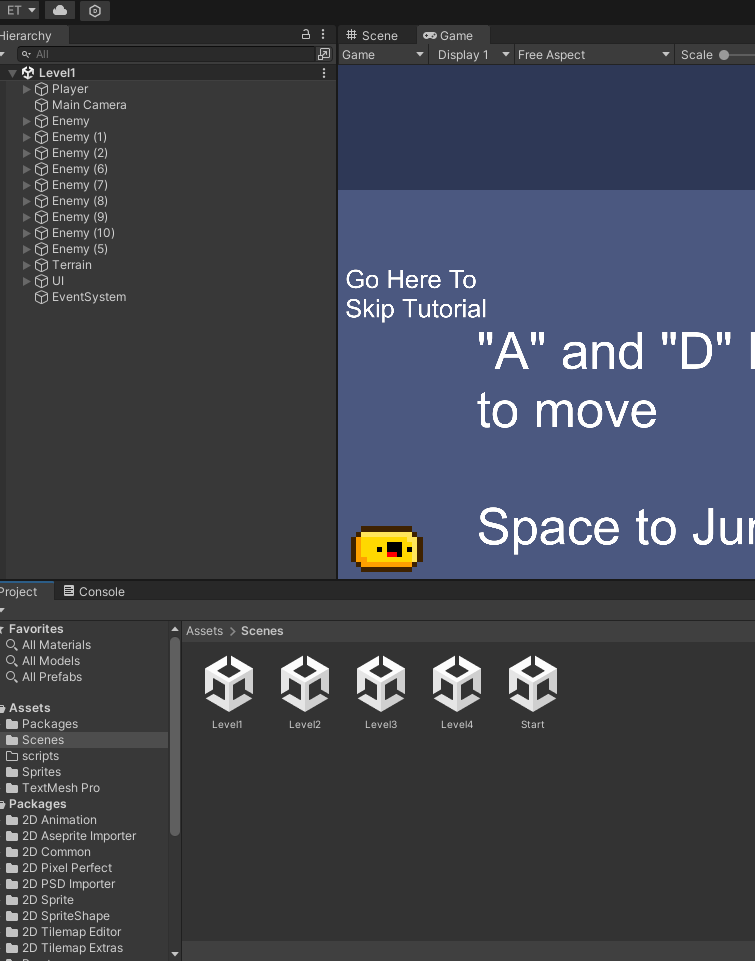 ET
Hierarchy
All
Level1
Player
Main Camera
Enemy
Enemy (1)
Enemy (2)
Enemy (6)
Enemy (7)
Enemy (8)
Enemy (9)
Enemy (10)
Enemy (5)
Terrain
UI
EventSystem
Scene
Game
Game
Display 1
Free Aspect
Scale
Go Here To
Skip Tutorial
"A" and "D"
to move
Space to Jum
Project
Console
Favorites
All Materials
All Models
All Prefabs
Assets
Packages
Scenes
scripts
Sprites
TextMesh Pro
Packages
2D Animation
2D Aseprite Importer
2D Common
2D Pixel Perfect
2D PSD Importer
2D Sprite
2D SpriteShape
2D Tilemap Editor
2D Tilemap Extras
Assets > Scenes
Level1
Level2
Level3
Level4
Start